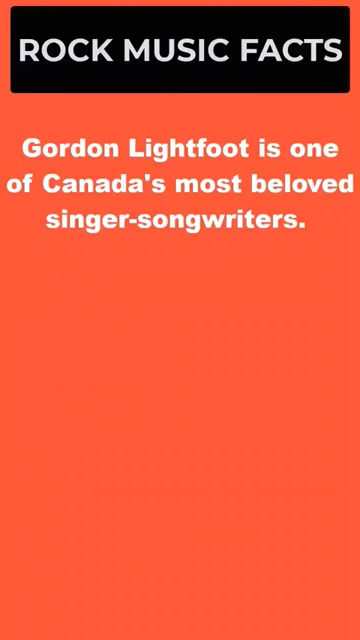 ROCK MUSIC FACTS
Gordon Lightfoot is one
of Canada's most beloved
singer-songwriters.